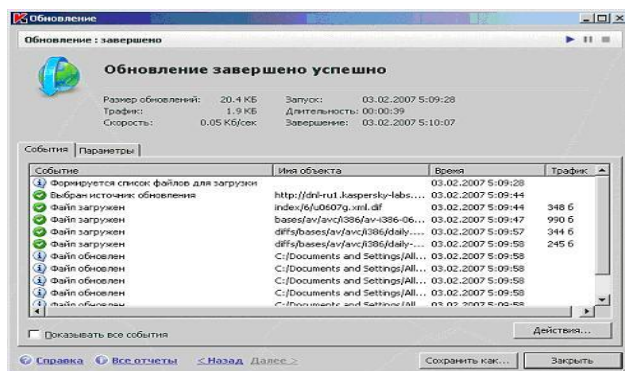 Обновление
Обновление : завершено
Обновление завершено успешно
Размер обновлений: 20.4 КБ Запуск: 03.02.2007 5:09:28
Трафик: 1.9 КБ Длительность: 00:00:39
Скорость: 0.05 Кб/сек Завершение: 03.02.2007 5:10:07
События Параметры
Событие Имя объекта Время Трафик
Формируется список файлов для загрузки 03.02.2007 5:09:28
Выбран источник обновления http://dnl-ru1.kaspersky-labs.... 03.02.2007 5:09:44
Файл загружен index/6/u0607g.xml.dif 03.02.2007 5:09:44 348 б
Файл загружен bases/av/avc/i386/av-i386-06... 03.02.2007 5:09:47 990 б
Файл загружен diffs/bases/av/avc/i386/daily-... 03.02.2007 5:09:57 344 б
Файл загружен diffs/bases/av/avc/i386/daily-... 03.02.2007 5:09:58 245 б
Файл обновлен C:/Documents and Settings/All... 03.02.2007 5:09:58
Файл обновлен C:/Documents and Settings/All... 03.02.2007 5:09:58
Файл обновлен C:/Documents and Settings/All... 03.02.2007 5:09:58
Файл обновлен C:/Documents and Settings/All... 03.02.2007 5:09:58
Показывать все события Действия...
Справка Все отчеты < Назад Далее > Сохранить как... Закрыть